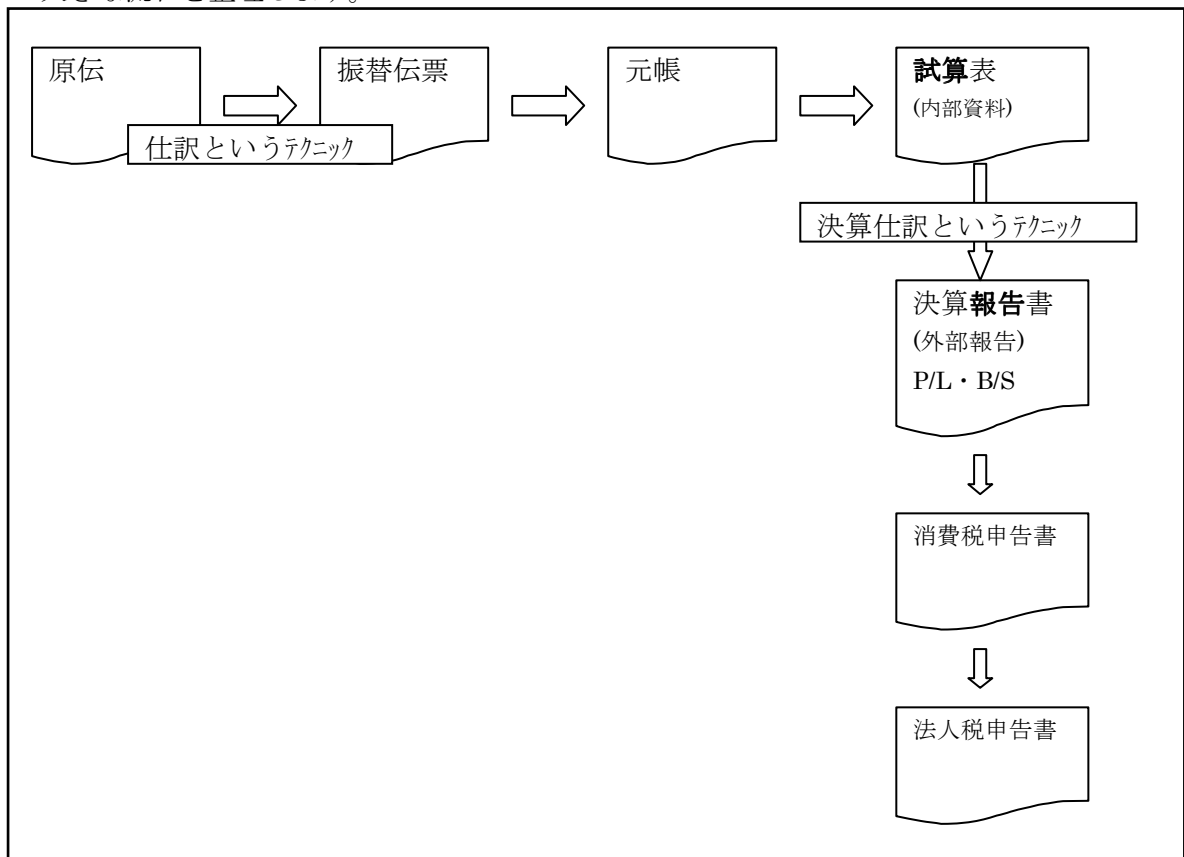 原伝
振替伝票
元帳
試算表
(内部資料)
仕訳というﾃｸﾆｯｸ
決算仕訳というﾃｸﾆｯｸ
決算報告書
(外部報告)
P/L・B/S
消費税申告書
法人税申告書